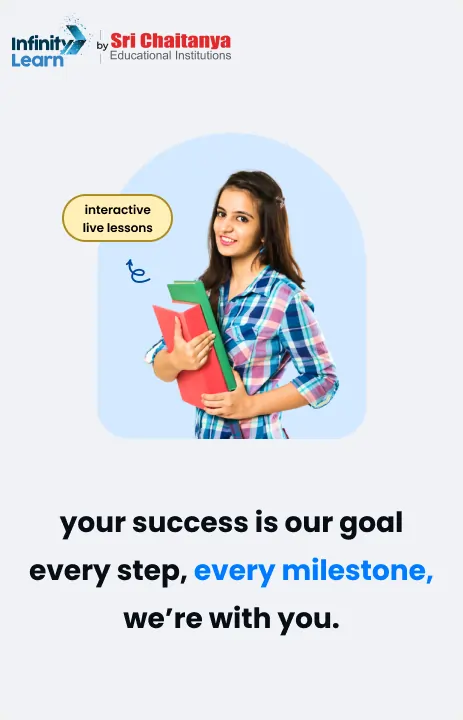 Infinity
Learn
by Sri Chaitanya
Educational Institutions
interactive
live lessons
your success is our goal
every step, every milestone,
we’re with you.